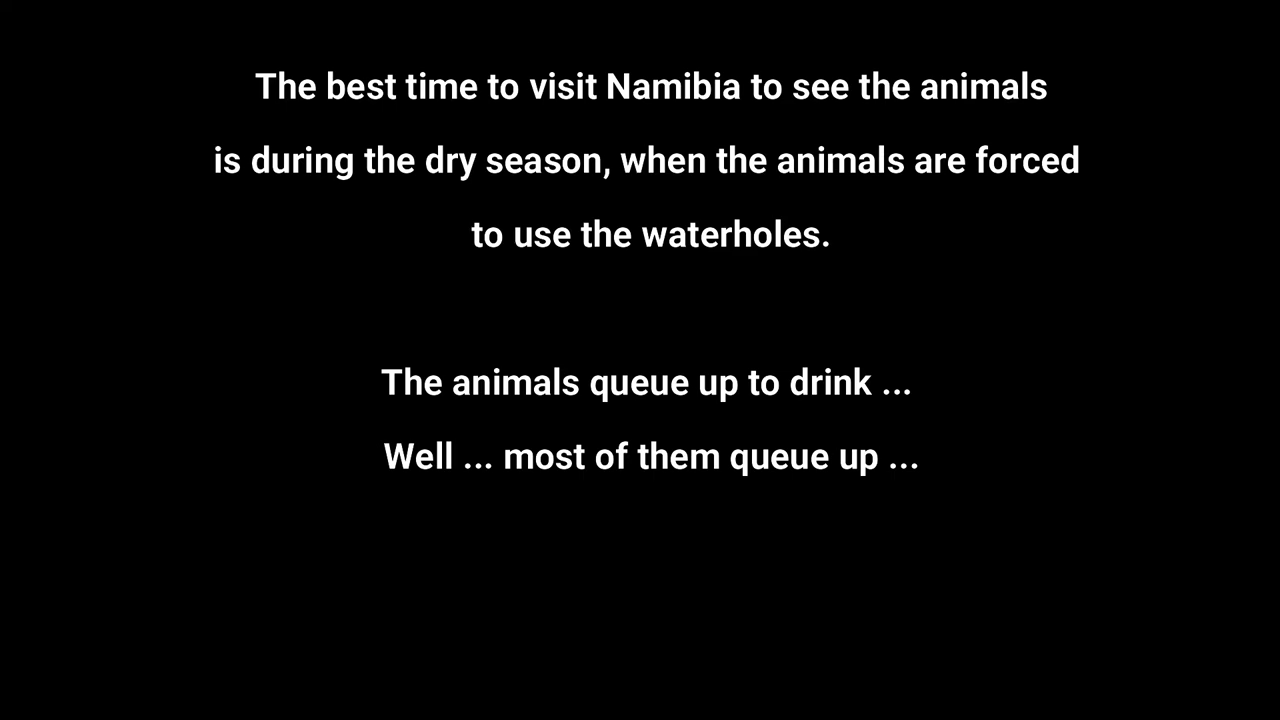 The best time to visit Namibia to see the animals
is during the dry season, when the animals are forced
to use the waterholes.
The animals queue up to drink ...
Well ... most of them queue up ...